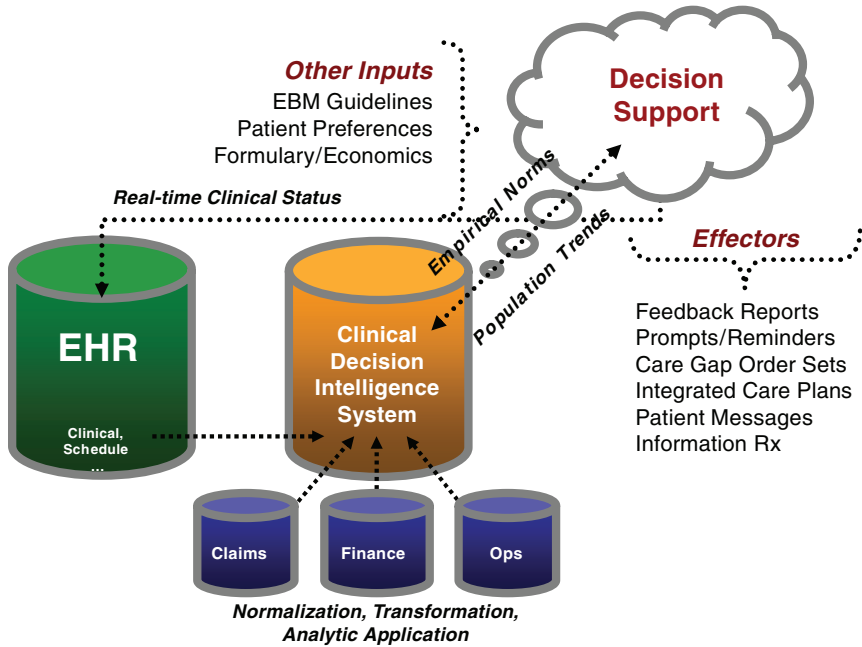 Other Inputs
EBM Guidelines
Patient Preferences
Formulary/Economics
Decision
Support
Real-time Clinical Status
Empirical Norms
Population Trends
Effectors
Feedback Reports
Prompts/Reminders
Care Gap Order Sets
Integrated Care Plans
Patient Messages
Information Rx
EHR
Clinical,
Schedule
...
Clinical
Decision
Intelligence
System
Claims
Finance
Ops
Normalization, Transformation,
Analytic Application